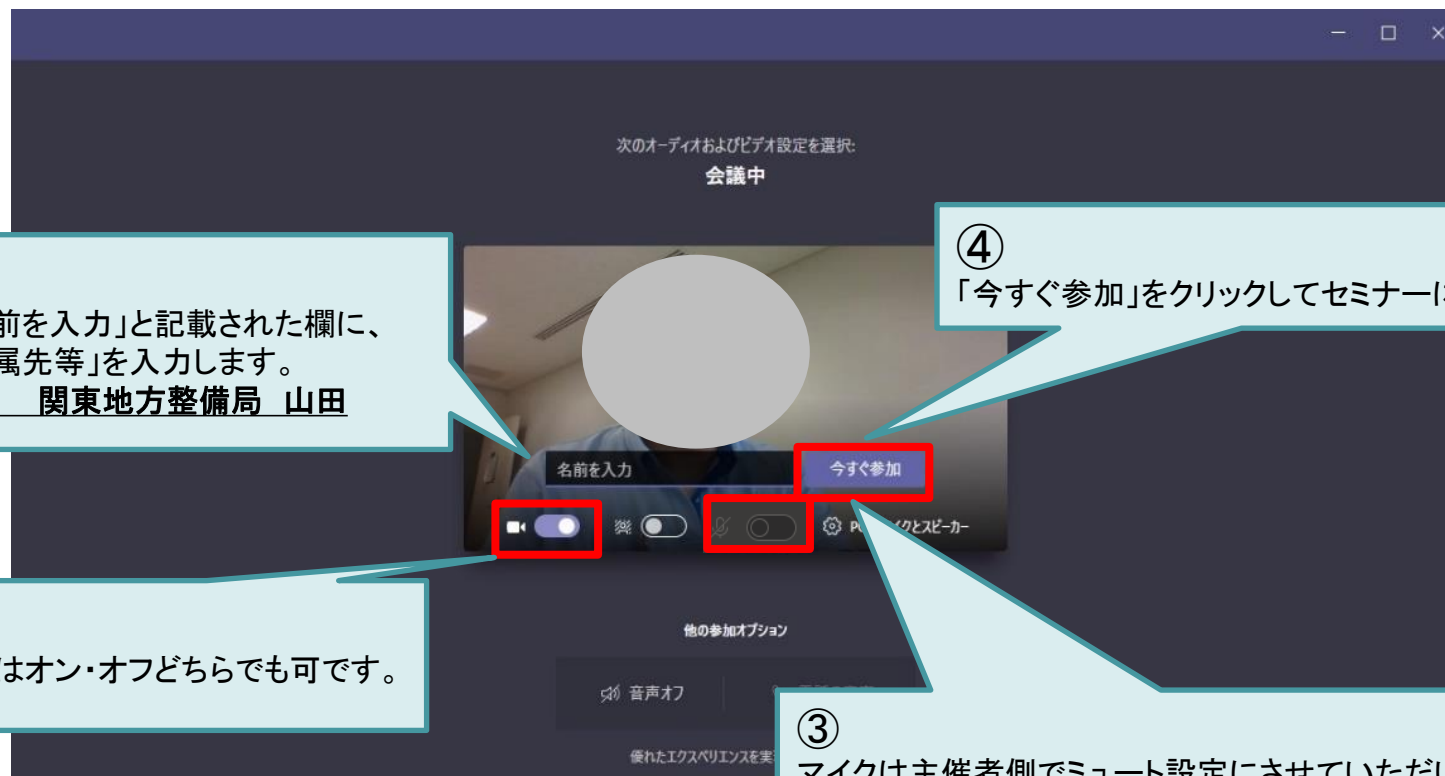 次のオーディオおよびビデオ設定を選択:
会議中
前を入力」と記載された欄に、
属先等」を入力します。
関東地方整備局 山田
④
「今すぐ参加」をクリックしてセミナーに
名前を入力
今すぐ参加
イクとスピーカー
はオン・オフどちらでも可です。
他の参加オプション
音声オフ
優れたエクスペリエンスを実
③
マイクは主催者側でミュート設定にさせていただい